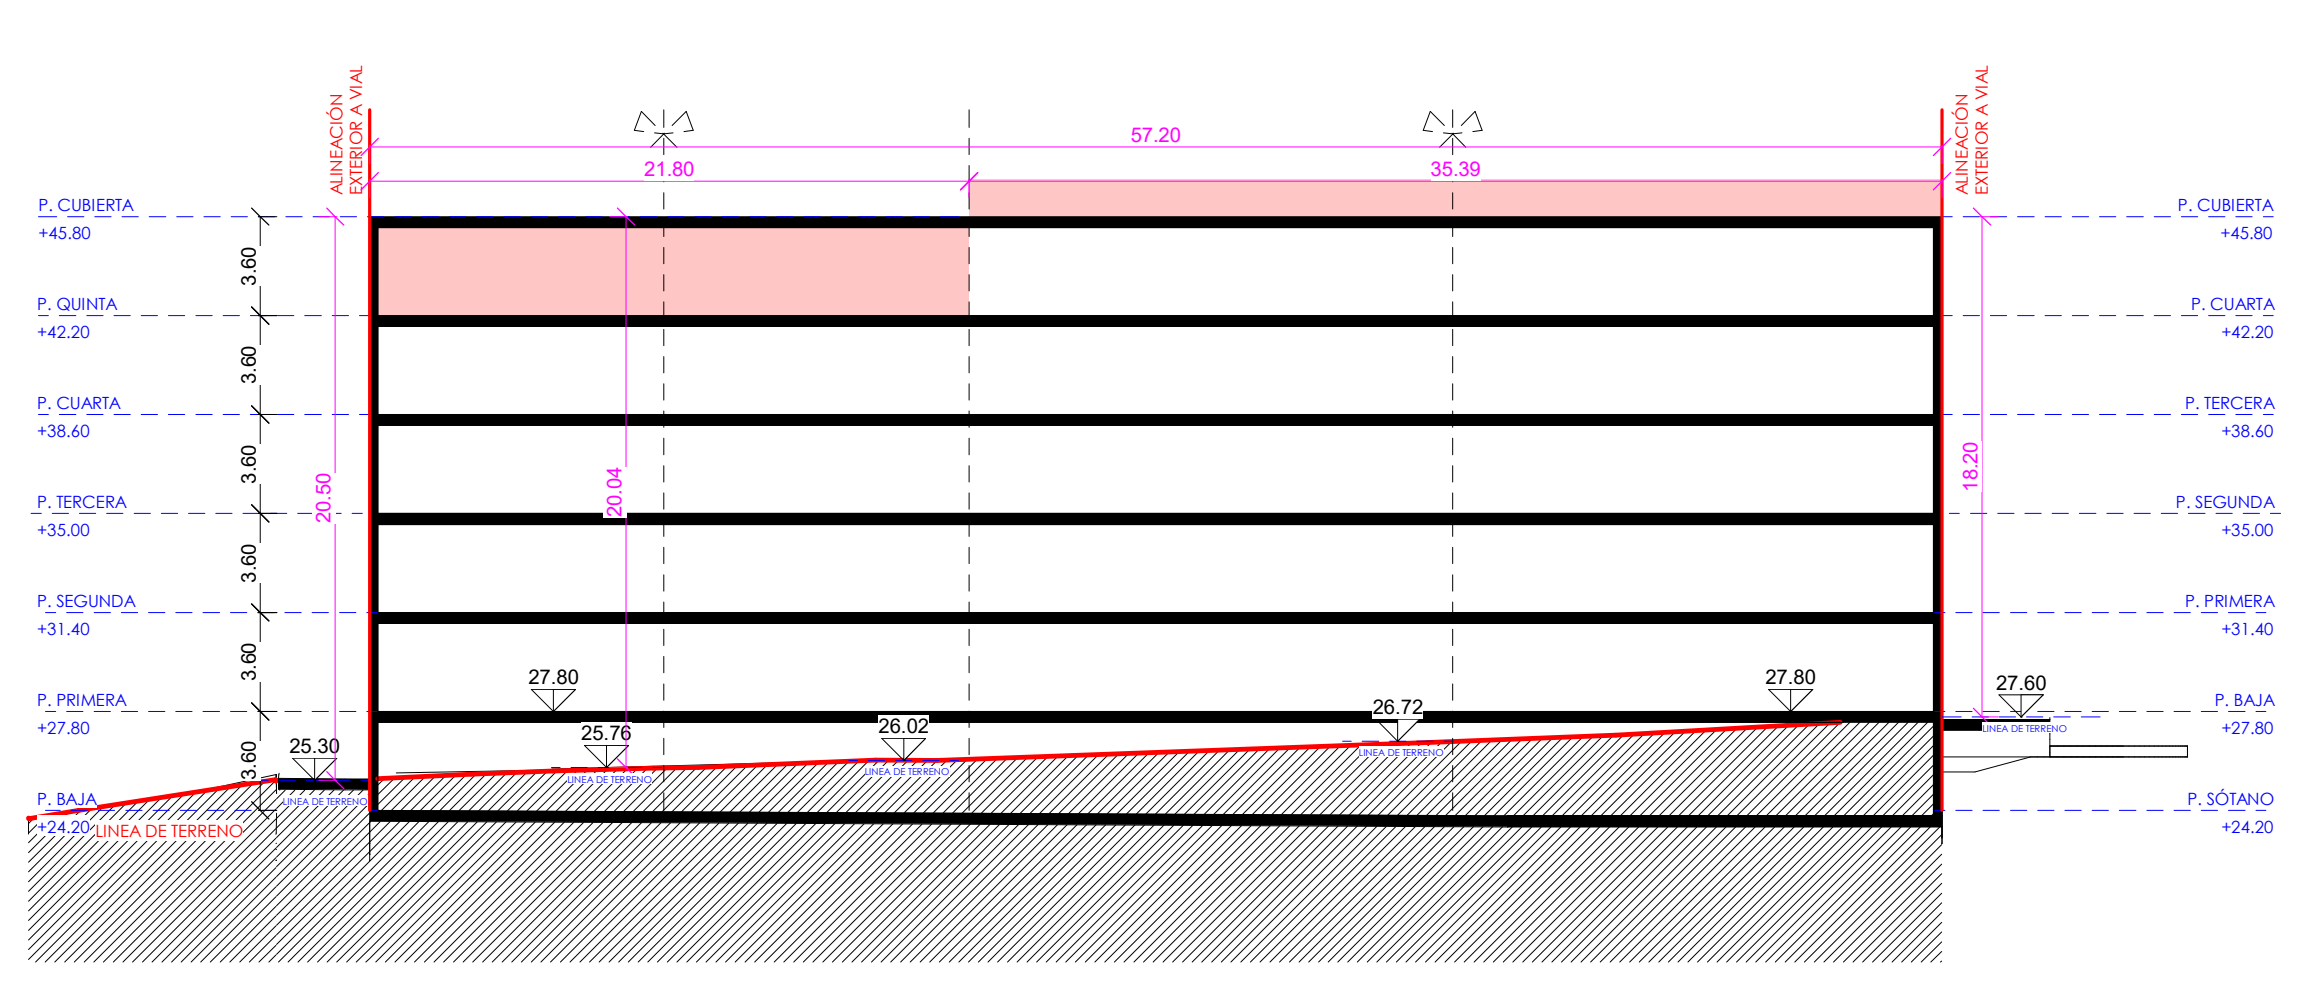 ALINEACIÓN
EXTERIOR A VIAL
ALINEACIÓN
EXTERIOR A VIAL
57.20
21.80
35.39
P. CUBIERTA
+45.80
P. CUBIERTA
+45.80
3.60
P. QUINTA
+42.20
P. CUARTA
+42.20
3.60
P. CUARTA
+38.60
P. TERCERA
+38.60
3.60
20.50
20.04
18.20
P. TERCERA
+35.00
P. SEGUNDA
+35.00
3.60
P. SEGUNDA
+31.40
P. PRIMERA
+31.40
3.60
27.80
27.80
27.60
P. PRIMERA
+27.80
P. BAJA
+27.80
26.72
26.02
25.76
25.30
LINEA DE TERRENO
LINEA DE TERRENO
LINEA DE TERRENO
LINEA DE TERRENO
LINEA DE TERRENO
3.60
P. BAJA
+24.20
LINEA DE TERRENO
P. SÓTANO
+24.20